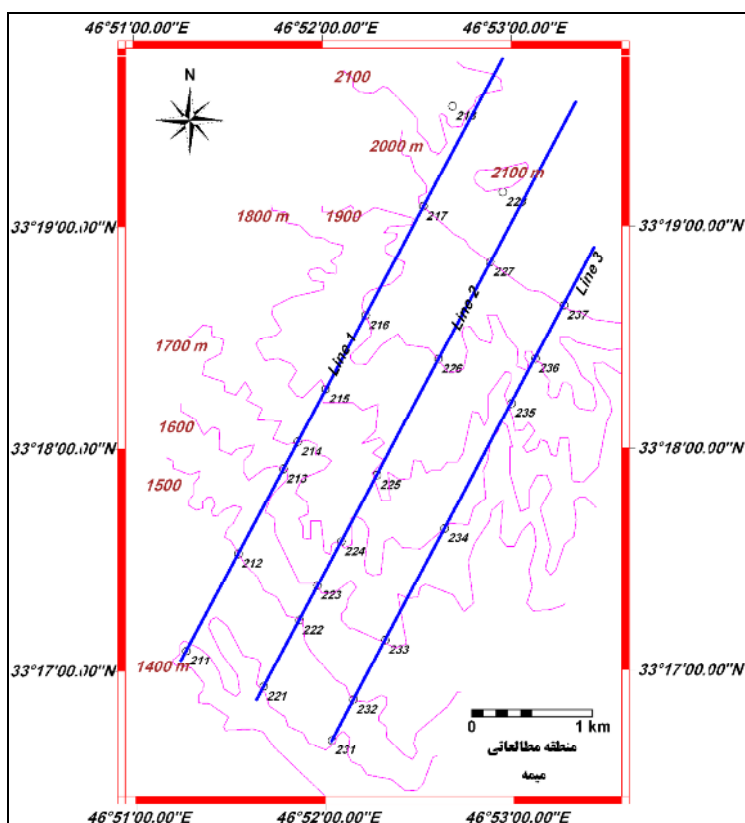 46°51'00.00"E 46°52'00.00"E 46°53'00.00"E
N
2100
218
2000 m
2100 m
228
1800 m
1900
217
33°19'00.00"N
33°19'00.00"N
227
Line 3
Line 2
237
216
Line 1
1700 m
226
236
215
235
1600
214
33°18'00.00"N
33°18'00.00"N
213
1500
225
224
234
212
223
222
233
211
1400 m
33°17'00.00"N
33°17'00.00"N
221
232
0 1 km
231
منطقه مطالعاتی
میمه
46°51'00.00"E 46°52'00.00"E 46°53'00.00"E